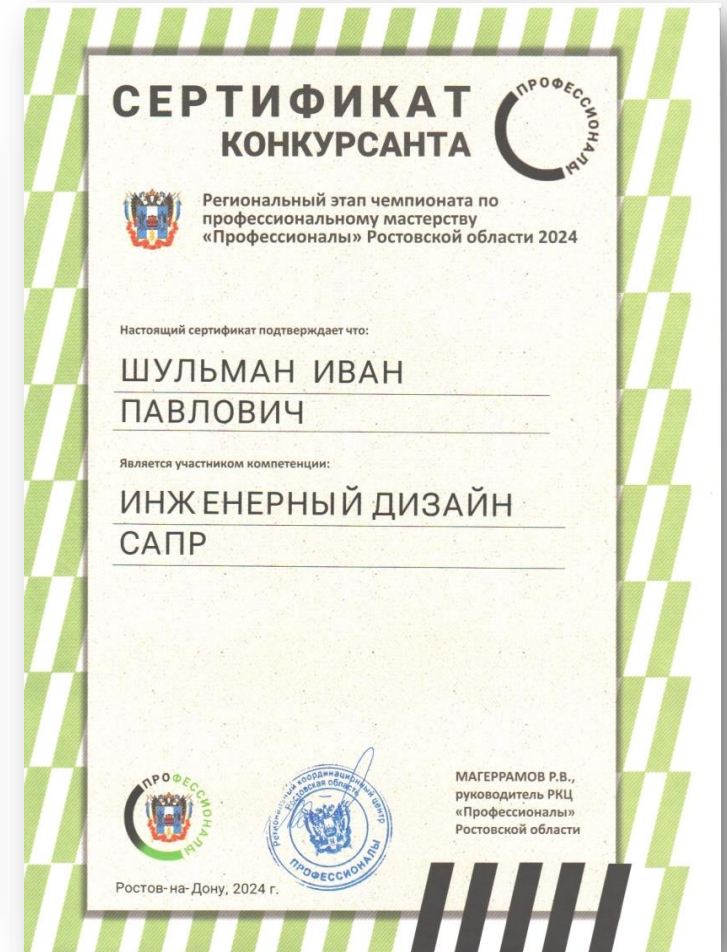 СЕРТИФИКАТ
КОНКУРСАНТА
ПРОФЕССИОНАЛЫ
Региональный этап чемпионата по
профессиональному мастерству
«Профессионалы» Ростовской области 2024
Настоящий сертификат подтверждает что:
ШУЛЬМАН ИВАН
ПАВЛОВИЧ
Является участником компетенции:
ИНЖЕНЕРНЫЙ ДИЗАЙН
САПР
ПРОФЕССИОНАЛЫ
Региональный координационный центр
Ростовская область
ПРОФЕССИОНАЛЫ
МАГЕРРАМОВ Р.В.,
руководитель РКЦ
«Профессионалы»
Ростовской области
Ростов-на-Дону, 2024 г.